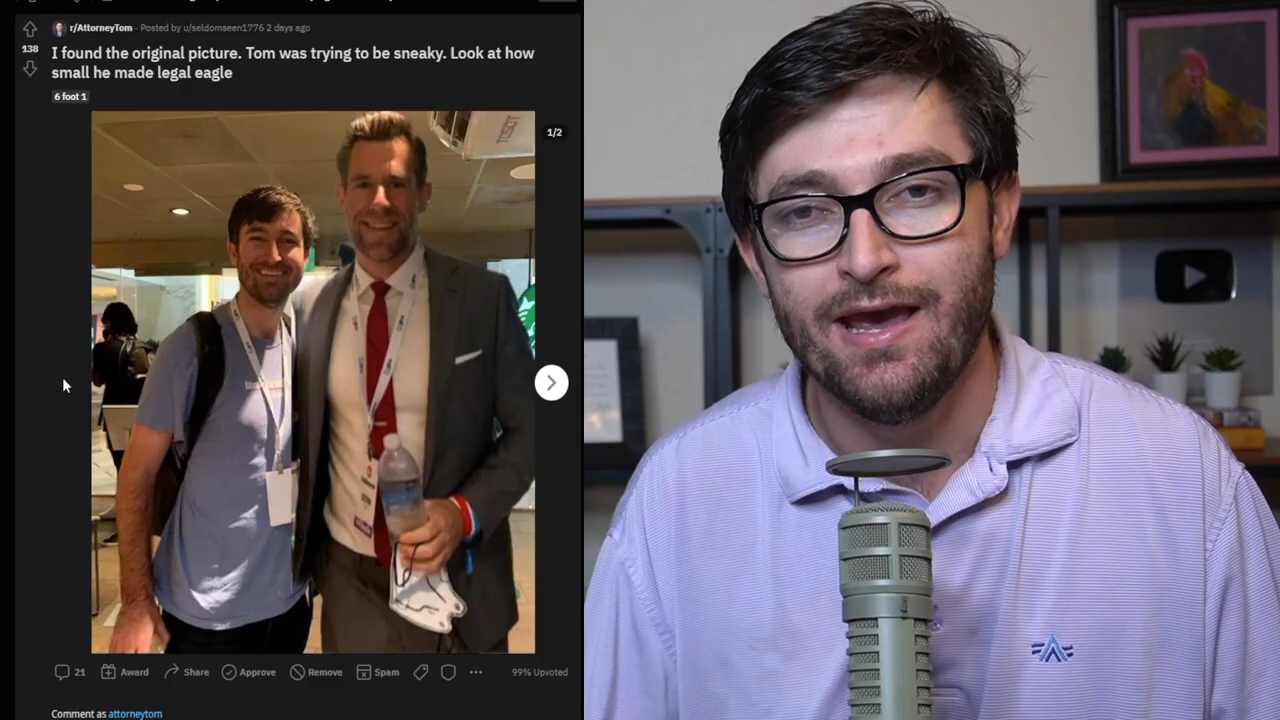 r/AttorneyTom · Posted by u/seldomseen1776 2 days ago
138
I found the original picture. Tom was trying to be sneaky. Look at how
small he made legal eagle
6 foot 1
1/2
TOSOT
21 Award Share Approve Remove Spam ••• 99% Upvoted
Comment as attorneytom